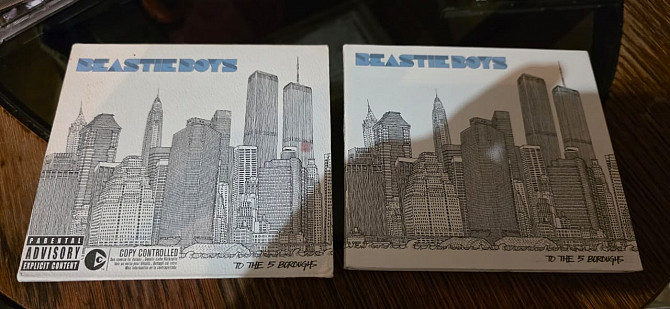 BEASTIE BOYS
PARENTAL
ADVISORY
EXPLICIT CONTENT
COPY CONTROLLED
TO THE 5 BOROUGHS
BEASTIE BOYS
TO THE 5 BOROUGHS